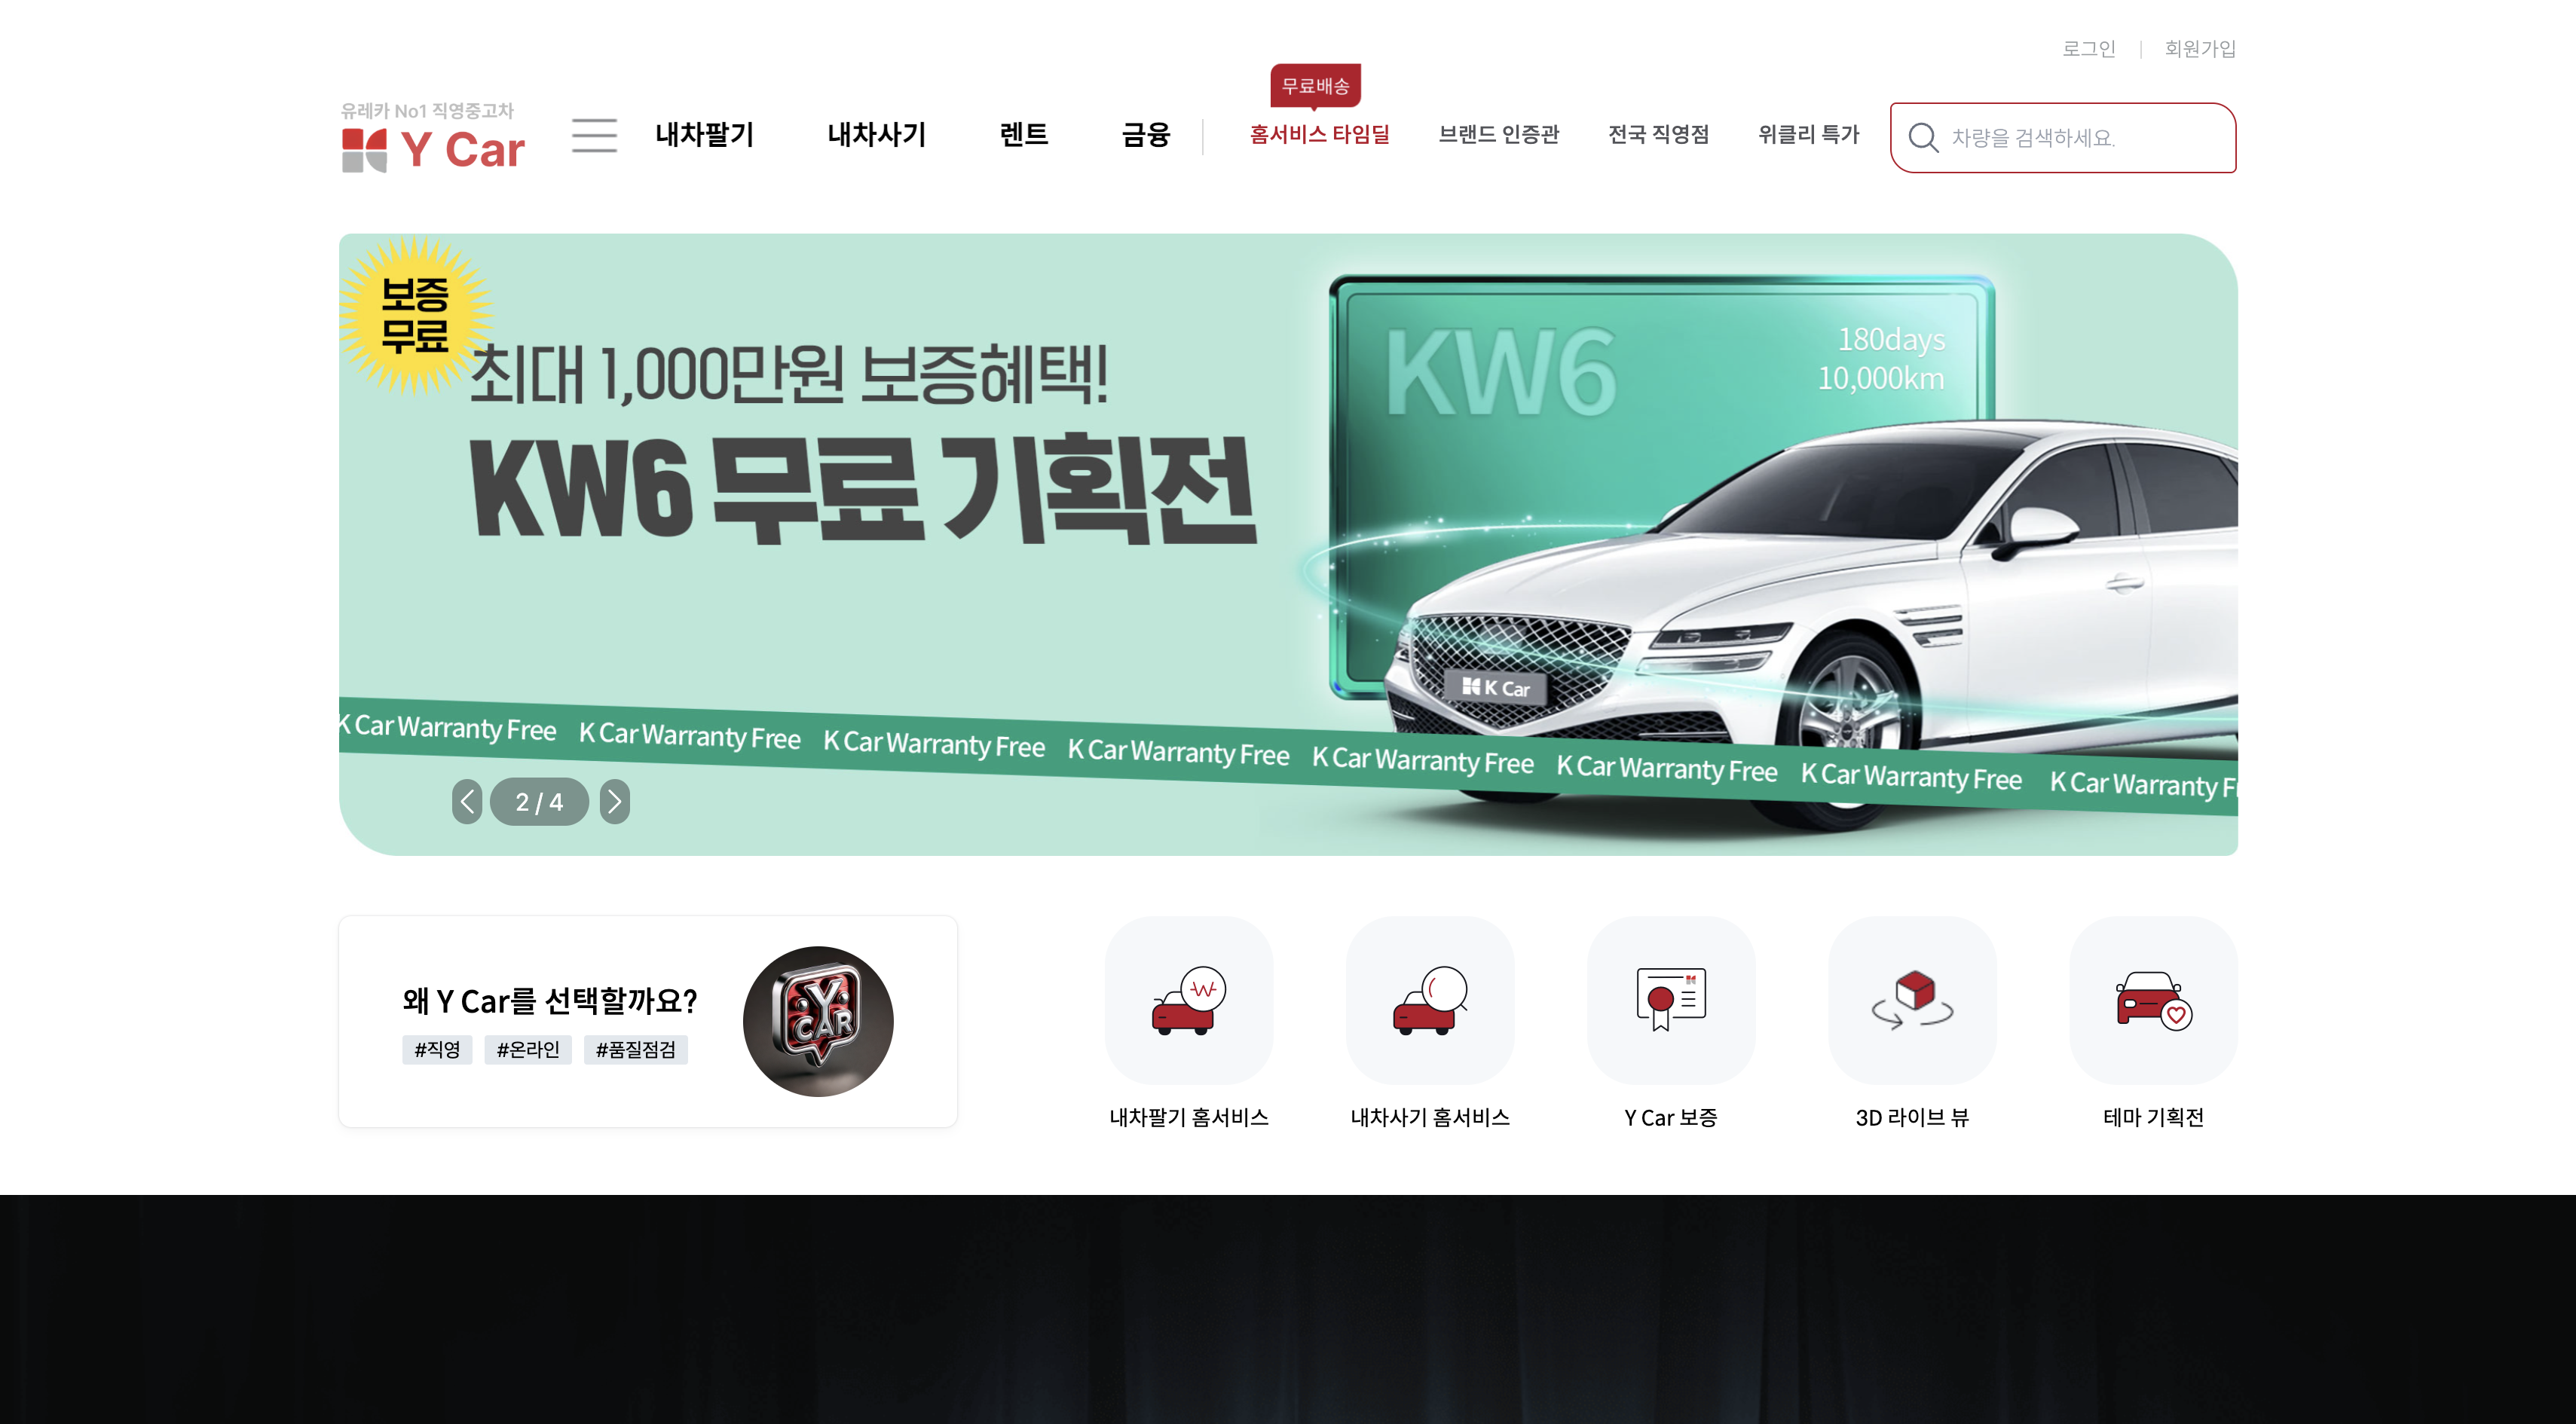 로그인 | 회원가입
무료배송
유레카 No1 직영중고차
Y Car
내차팔기 내차사기 렌트 금융 홈서비스 타임딜 브랜드 인증관 전국 직영점 위클리 특가 차량을 검색하세요.
보증
무료
최대 1,000만원 보증혜택!
KW6 무료 기획전
KW6
180days
10,000km
K Car
K Car Warranty Free K Car Warranty Free K Car Warranty Free K Car Warranty Free K Car Warranty Free K Car Warranty Free K Car Warranty Free K Car Warranty Fr
2 / 4
왜 Y Car를 선택할까요?
#직영 #온라인 #품질점검
Y
CAR
내차팔기 홈서비스 내차사기 홈서비스 Y Car 보증 3D 라이브 뷰 테마 기획전